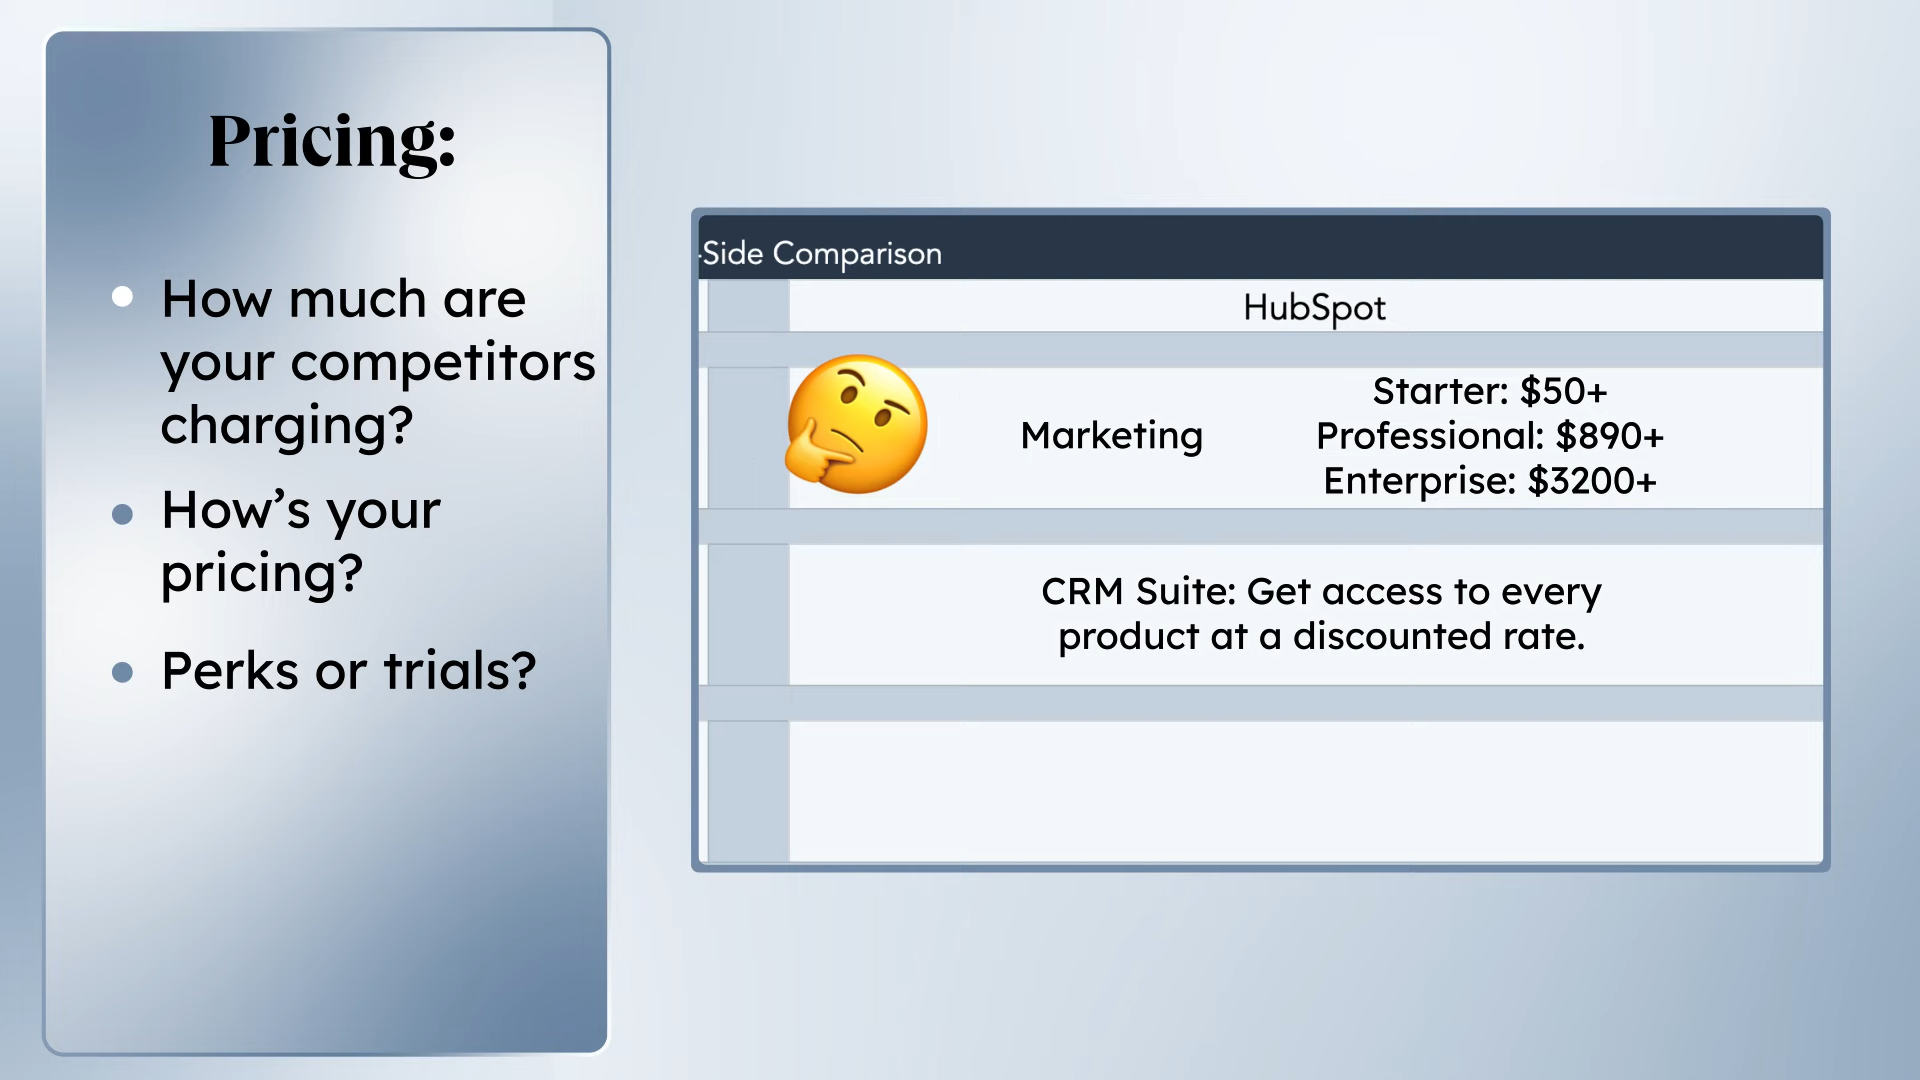 Pricing:
How much are
your competitors
charging?
How’s your
pricing?
Perks or trials?
-Side Comparison
HubSpot
Marketing
Starter: $50+
Professional: $890+
Enterprise: $3200+
CRM Suite: Get access to every
product at a discounted rate.